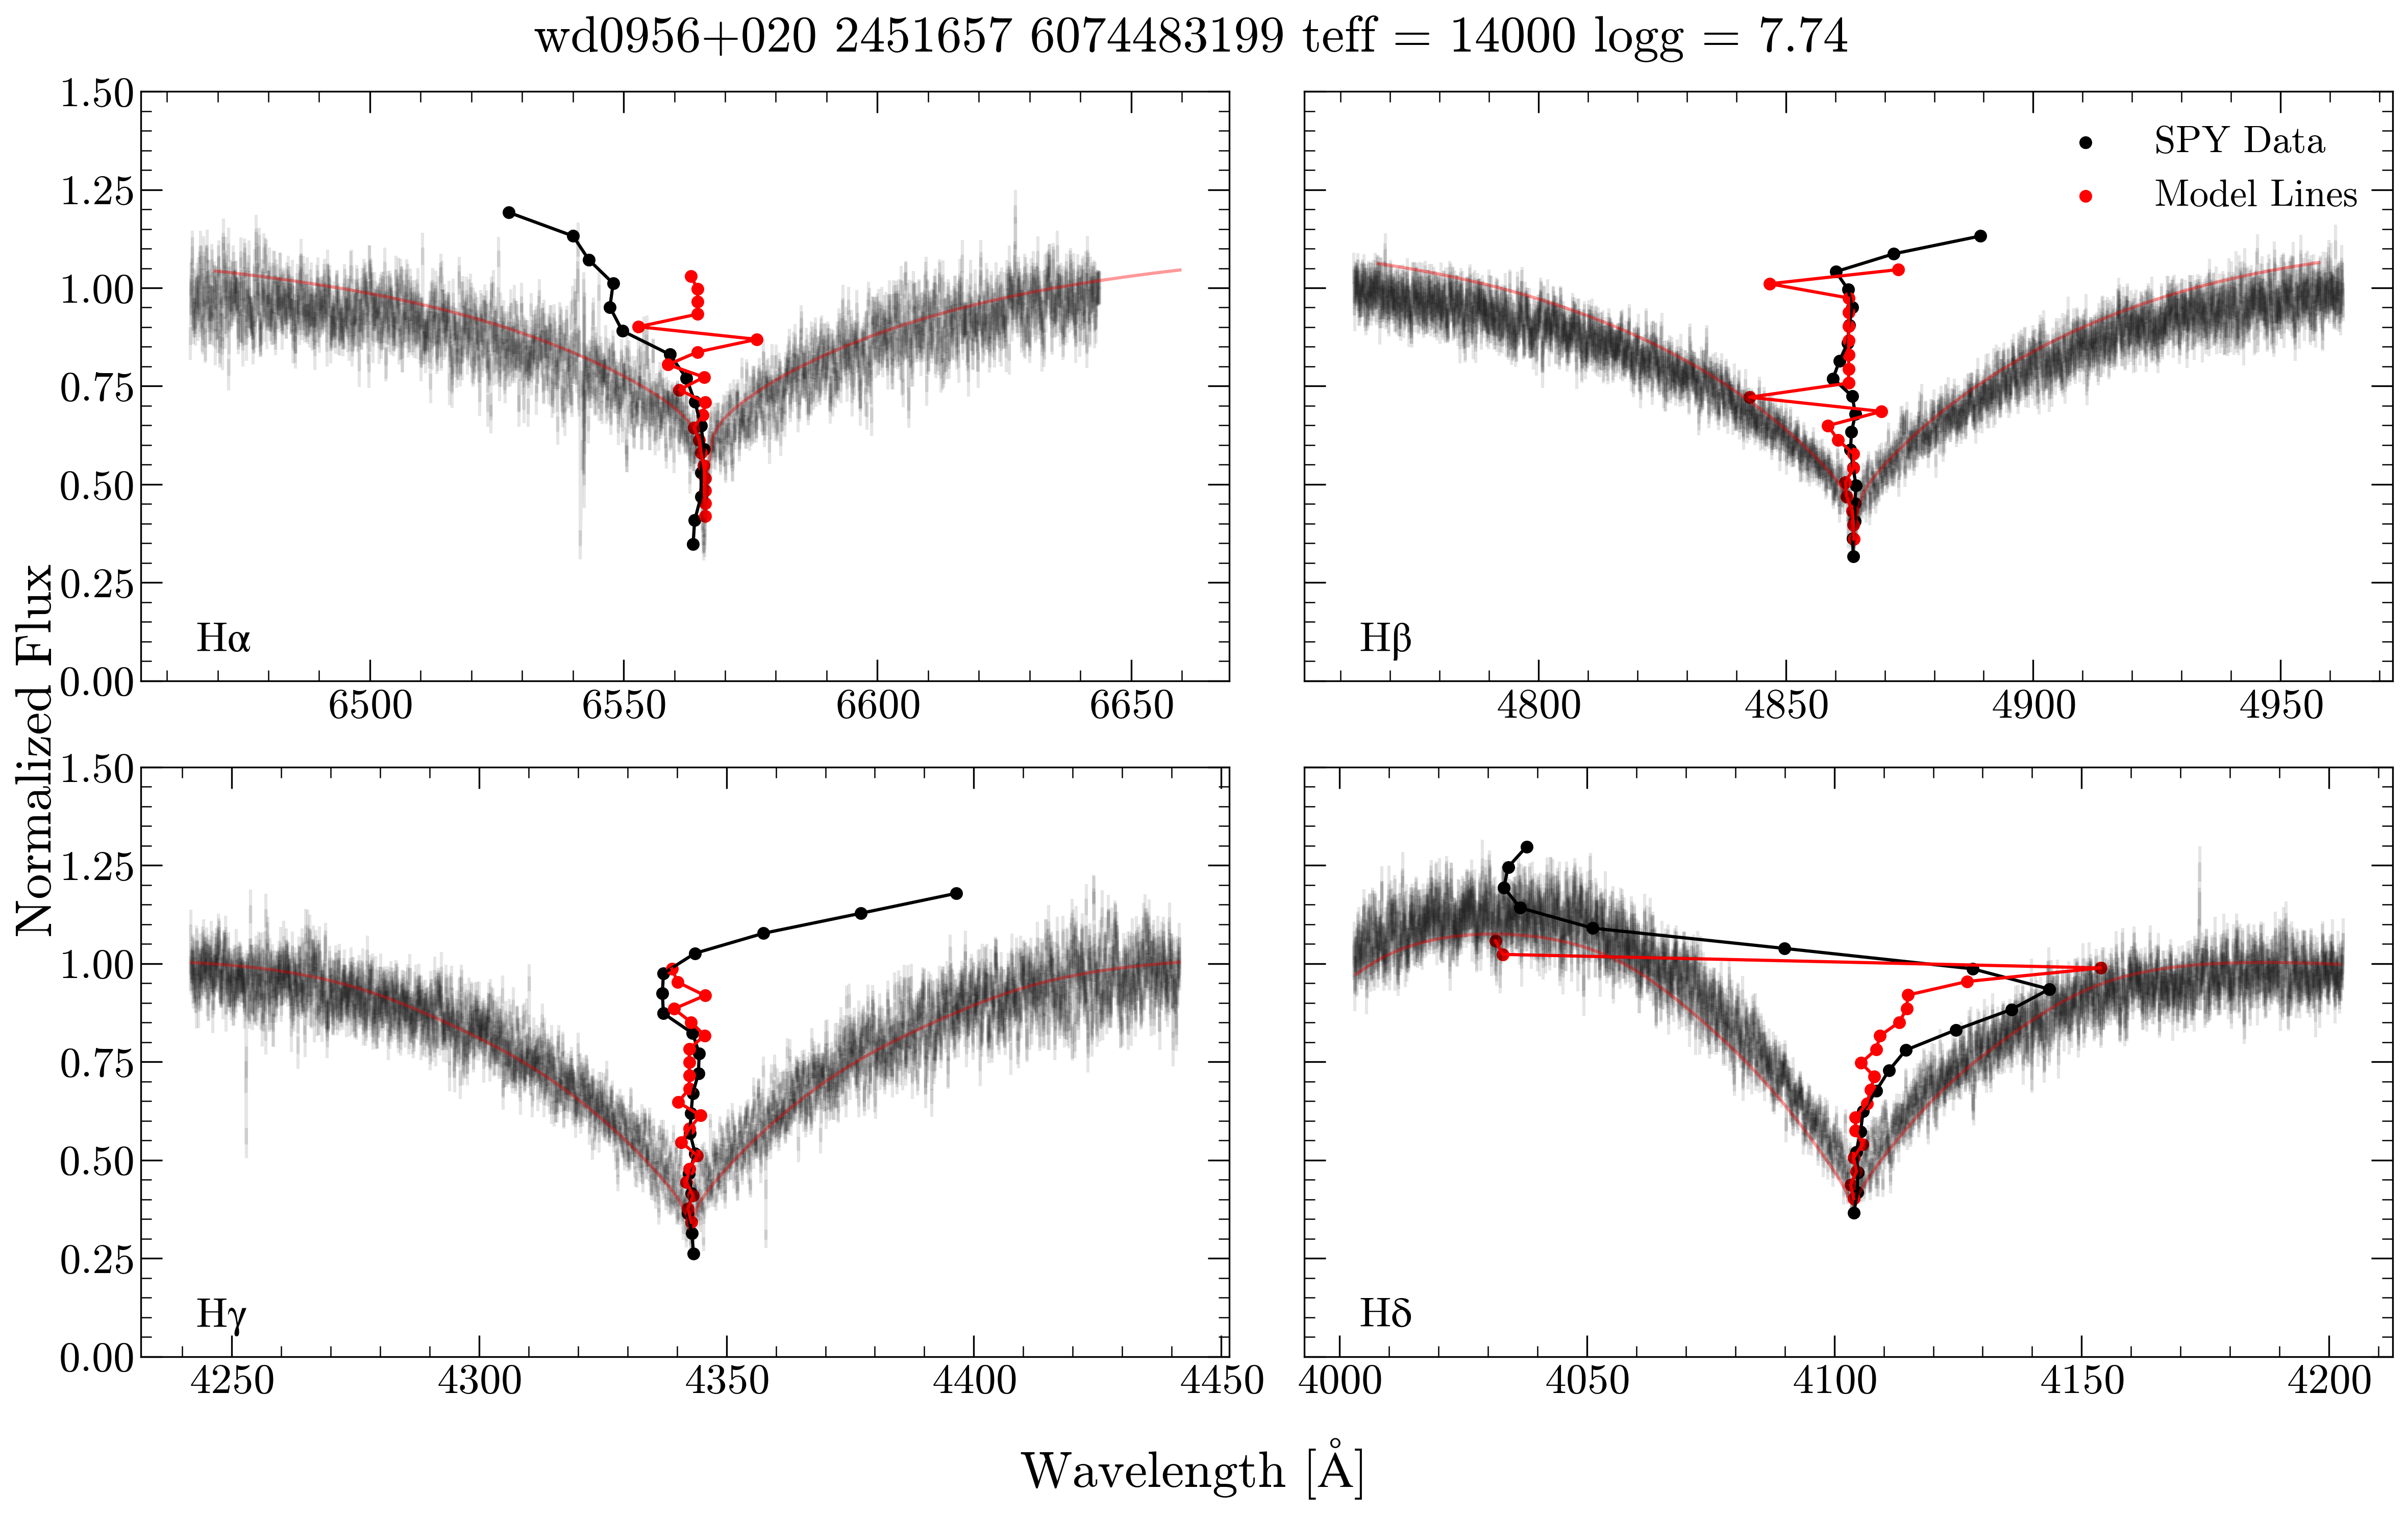 wd0956+020 2451657 6074483199 teff = 14000 logg = 7.74
Normalized Flux
1.50
1.25
1.00
0.75
0.50
0.25
0.00
Hα
6500 6550 6600 6650
SPY Data
Model Lines
Hβ
4800 4850 4900 4950
1.50
1.25
1.00
0.75
0.50
0.25
0.00
Hγ
4250 4300 4350 4400 4450
Hδ
4000 4050 4100 4150 4200
Wavelength [Å]